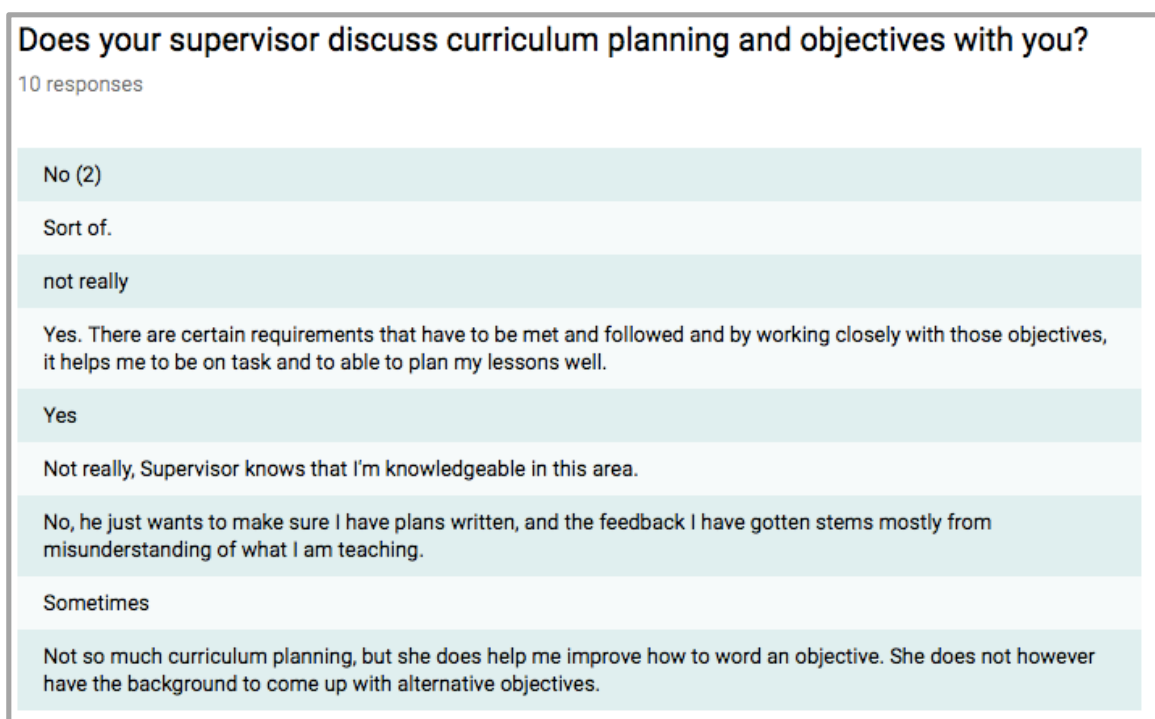 Does your supervisor discuss curriculum planning and objectives with you?
10 responses
No (2)
Sort of.
not really
Yes. There are certain requirements that have to be met and followed and by working closely with those objectives,
it helps me to be on task and to able to plan my lessons well.
Yes
Not really, Supervisor knows that I'm knowledgeable in this area.
No, he just wants to make sure I have plans written, and the feedback I have gotten stems mostly from
misunderstanding of what I am teaching.
Sometimes
Not so much curriculum planning, but she does help me improve how to word an objective. She does not however
have the background to come up with alternative objectives.